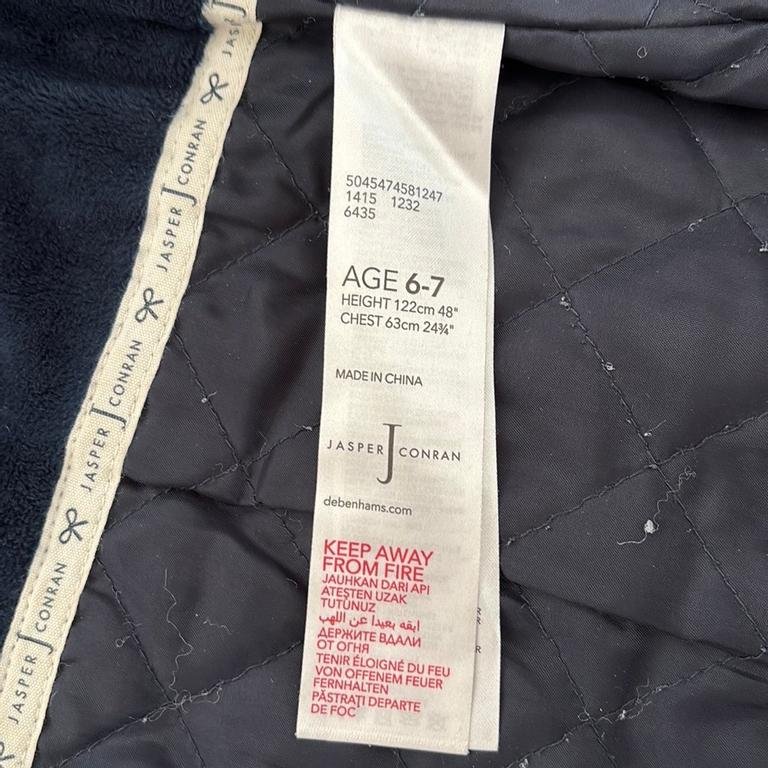 JASPER CONRAN
JASPER CONRAN
JASPER CONRAN
5045474581247
1415 1232
6435
AGE 6-7
HEIGHT 122cm 48"
CHEST 63cm 24¾"
MADE IN CHINA
JASPER CONRAN
debenhams.com
KEEP AWAY
FROM FIRE
JAUHKAN DARI API
ATEŞTEN UZAK
TUTUNUZ
ابقه بعيدا عن اللهب
ДЕРЖИТЕ ВДАЛИ
ОТ ОГНЯ
TENIR ÉLOIGNÉ DU FEU
VON OFFENEM FEUER
FERNHALTEN
PĂSTRAȚI DEPARTE
DE FOC